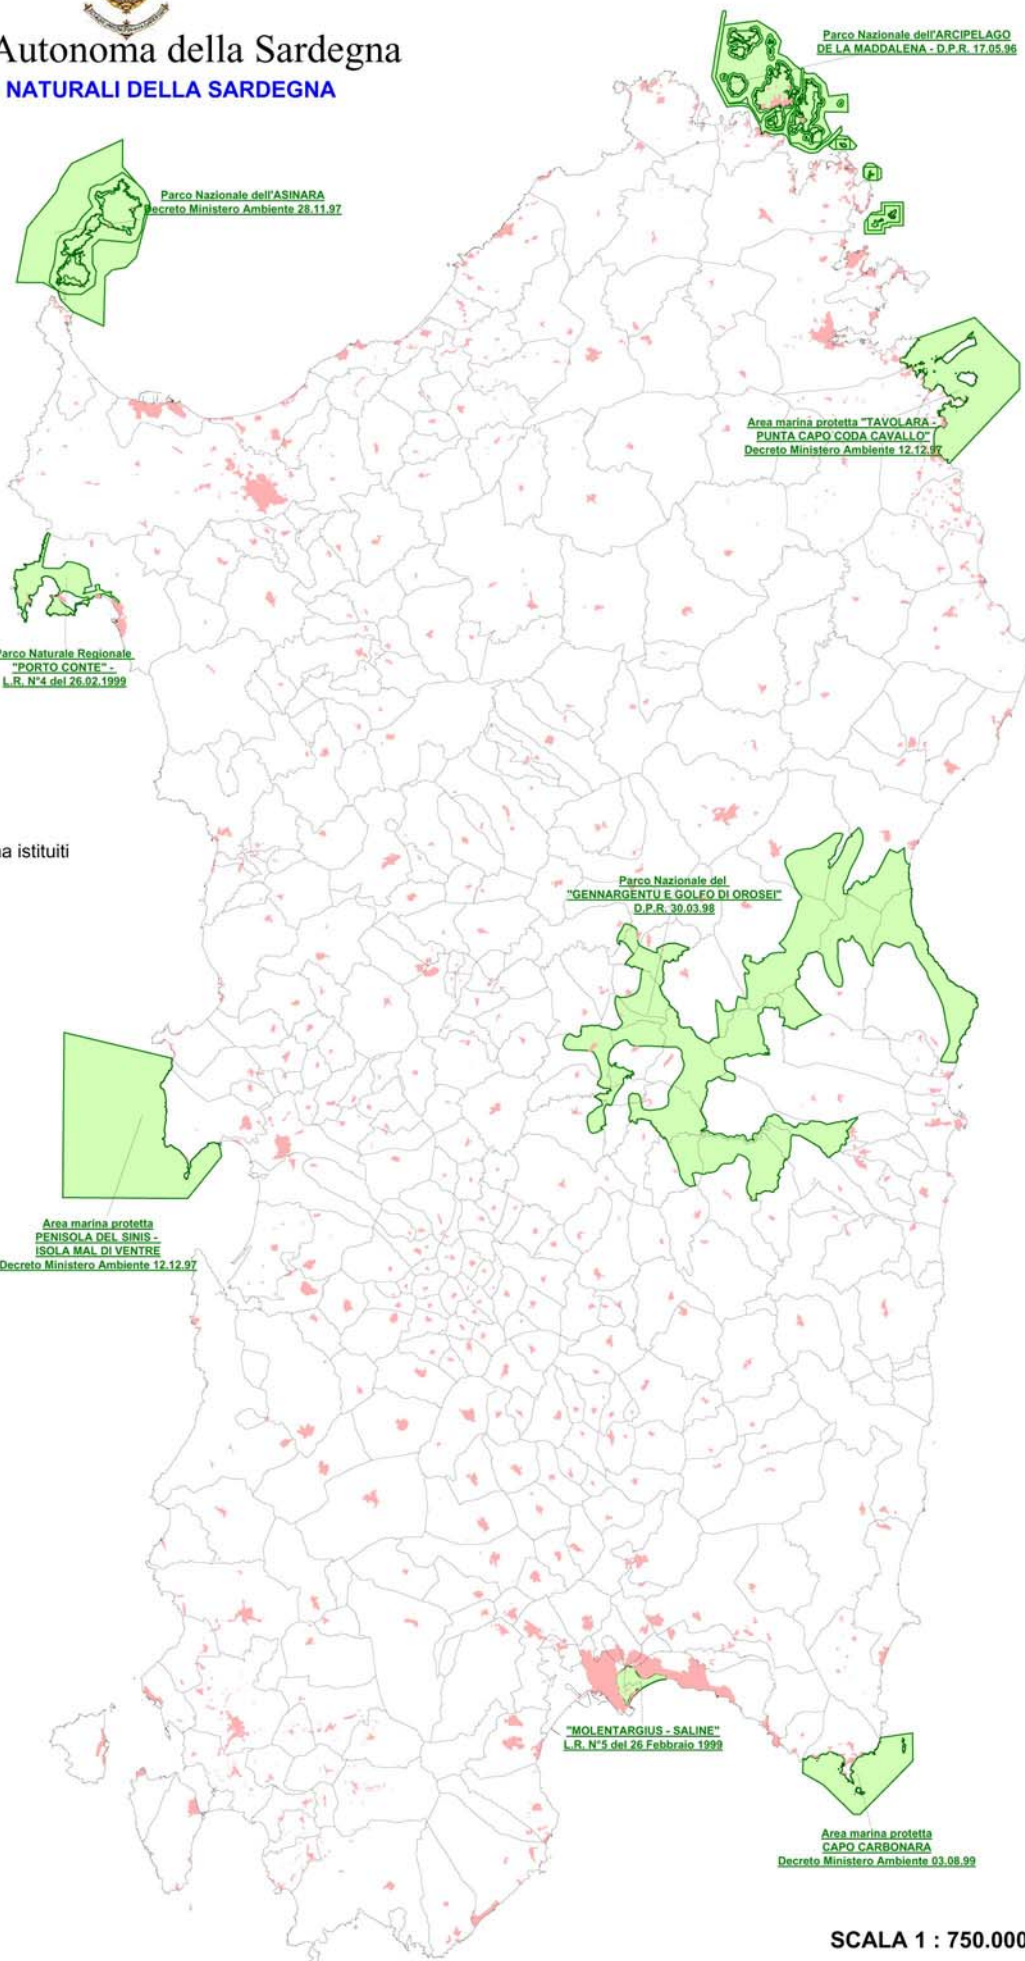 Autonoma della Sardegna
NATURALI DELLA SARDEGNA
Parco Nazionale dell'ARCIPELAGO
DE LA MADDALENA - D.P.R. 17.05.96
Parco Nazionale dell'ASINARA
Decreto Ministero Ambiente 28.11.97
Area marina protetta "TAVOLARA -
PUNTA CAPO CODA CAVALLO"
Decreto Ministero Ambiente 12.12.97
Parco Naturale Regionale
"PORTO CONTE" -
L.R. N°4 del 26.02.1999
a istituiti
Parco Nazionale del
"GENNARGENTU E GOLFO DI OROSEI"
D.P.R. 30.03.98
Area marina protetta
PENISOLA DEL SINIS -
ISOLA MAL DI VENTRE
Decreto Ministero Ambiente 12.12.97
"MOLENTARGIUS - SALINE"
L.R. N°5 del 26 Febbraio 1999
Area marina protetta
CAPO CARBONARA
Decreto Ministero Ambiente 03.08.99
SCALA 1 : 750.000